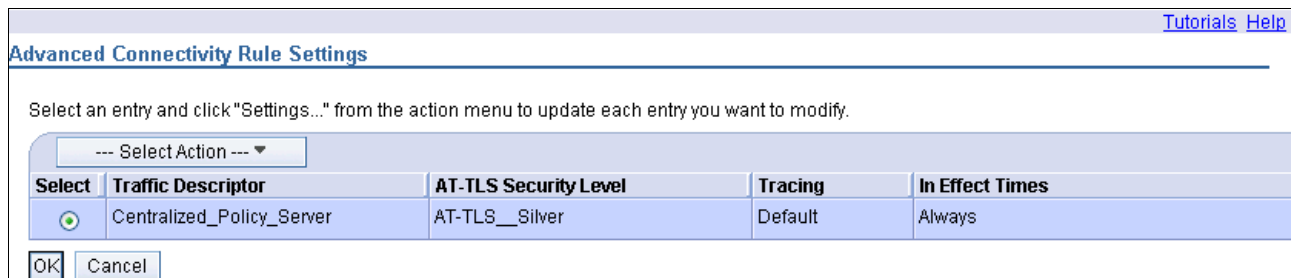 Tutorials Help
Advanced Connectivity Rule Settings
Select an entry and click "Settings..." from the action menu to update each entry you want to modify.
--- Select Action ---
Select Traffic Descriptor AT-TLS Security Level Tracing In Effect Times
Centralized_Policy_Server AT-TLS__Silver Default Always
OK Cancel